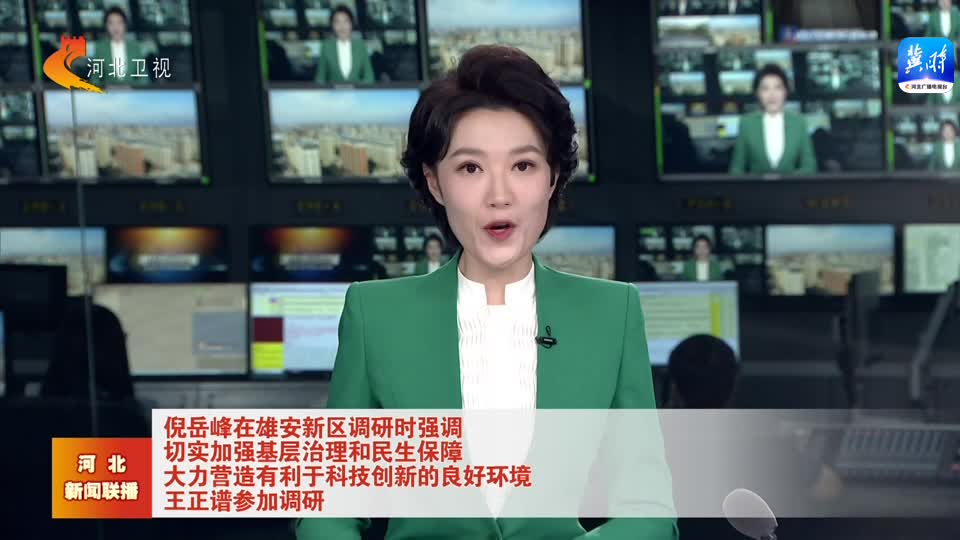 河北卫视
冀时
河北广播电视台
倪岳峰在雄安新区调研时强调
切实加强基层治理和民生保障
大力营造有利于科技创新的良好环境
王正谱参加调研
河北
新闻联播